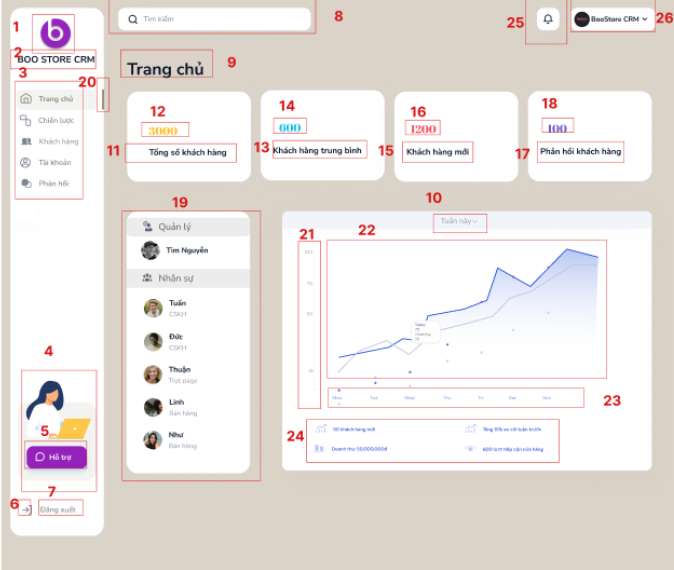 1
b
2
BOO STORE CRM
3
20
Trang chủ
Chiến lược
Khách hàng
Tài khoản
Phản hồi
4
5
Hỗ trợ
6
7
Đăng xuất
Tìm kiếm
8
25
BooStore CRM
26
Trang chủ
9
12
3000
11
Tổng số khách hàng
14
600
13
Khách hàng trung bình
16
1200
15
Khách hàng mới
18
100
17
Phản hồi khách hàng
19
Quản lý
Tim Nguyễn
Nhân sự
Tuấn
CSKH
Đức
CSKH
Thuận
Trực page
Linh
Bán hàng
Như
Bán hàng
10
Tuần này
21
22
Mon
Tue
Wed
Thu
Fri
Sat
Sun
23
24
50 khách hàng mới
Tăng 15% so với tuần trước
Doanh thu 50,000,000đ
600 lượt tiếp cận cửa hàng